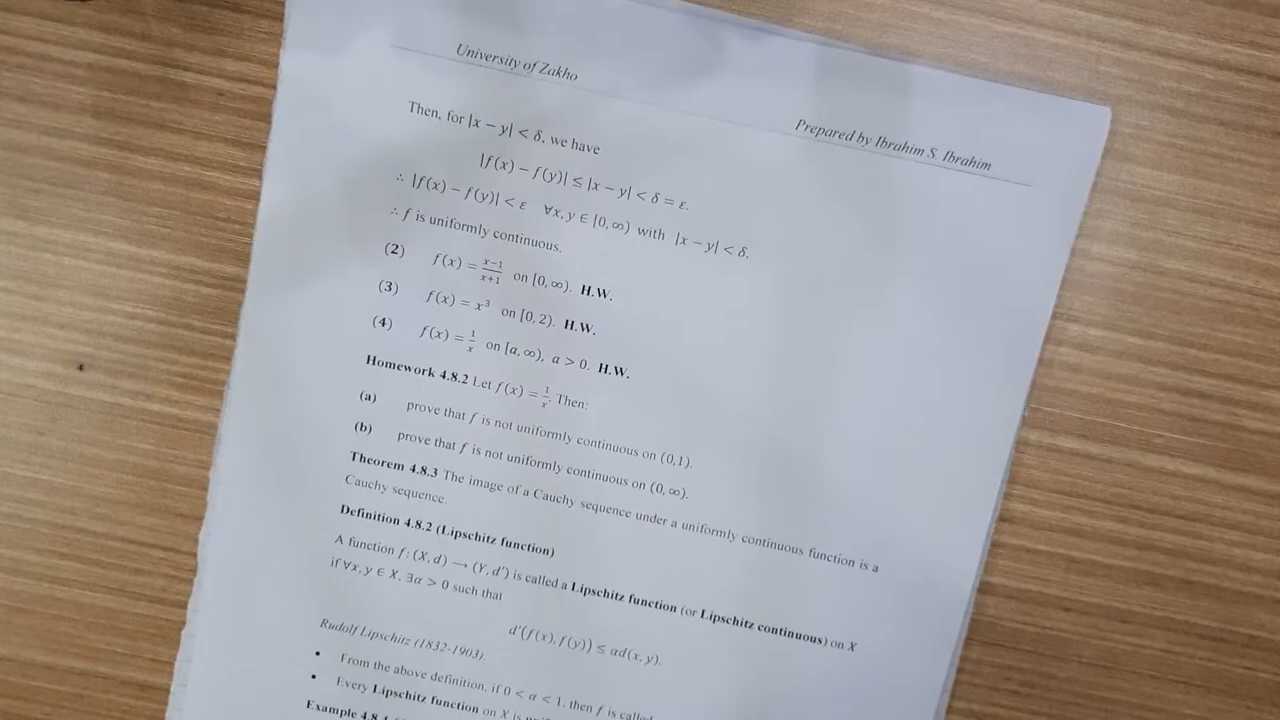 University of Zakho
Prepared by Ibrahim S. Ibrahim
Then, for |x − y| < δ, we have
|f(x) − f(y)| ≤ |x − y| < δ = ε.
∴ |f(x) − f(y)| < ε ∀x, y ∈ [0, ∞) with |x − y| < δ.
∴ f is uniformly continuous.
(2) f(x) = x−1/x+1 on [0, ∞). H.W.
(3) f(x) = x³ on [0, 2). H.W.
(4) f(x) = 1/x on [a, ∞), a > 0. H.W.
Homework 4.8.2 Let f(x) = 1/x. Then:
(a) prove that f is not uniformly continuous on (0,1).
(b) prove that f is not uniformly continuous on (0, ∞).
Theorem 4.8.3 The image of a Cauchy sequence under a uniformly continuous function is a
Cauchy sequence.
Definition 4.8.2 (Lipschitz function)
A function f: (X, d) → (Y, d′) is called a Lipschitz function (or Lipschitz continuous) on X
if ∀x, y ∈ X, ∃α > 0 such that
d′(f(x), f(y)) ≤ αd(x, y).
Rudolf Lipschitz (1832-1903).
• From the above definition, if 0 < α < 1, then f is called
• Every Lipschitz function on X is
Example 4.8.4